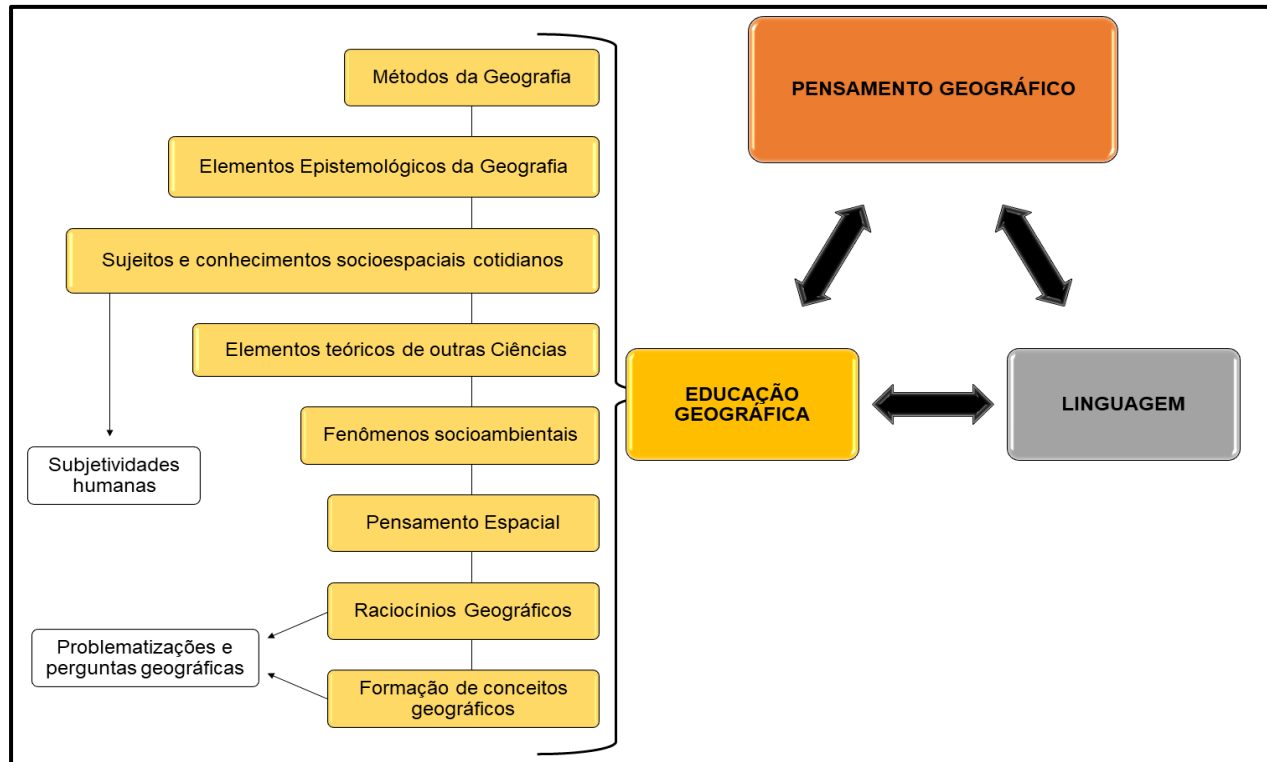 Métodos da Geografia
Elementos Epistemológicos da Geografia
Sujeitos e conhecimentos socioespaciais cotidianos
Elementos teóricos de outras Ciências
Fenômenos socioambientais
Subjetividades
humanas
Pensamento Espacial
Raciocínios Geográficos
Problematizações e
perguntas geográficas
Formação de conceitos
geográficos
PENSAMENTO GEOGRÁFICO
EDUCAÇÃO
GEOGRÁFICA
LINGUAGEM